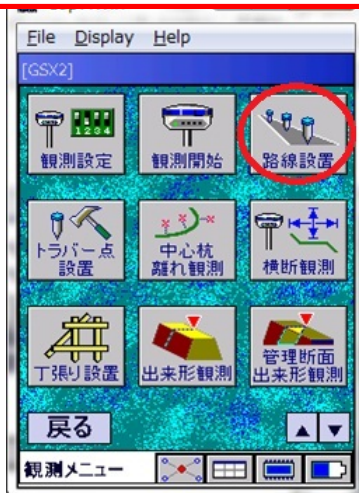 File Display Help
[GSX2]
1234
観測設定
観測開始
路線設置
トラバー点
設置
中心杭
離れ観測
横断観測
丁張り設置
出来形観測
管理断面
出来形観測
戻る
観測メニュー